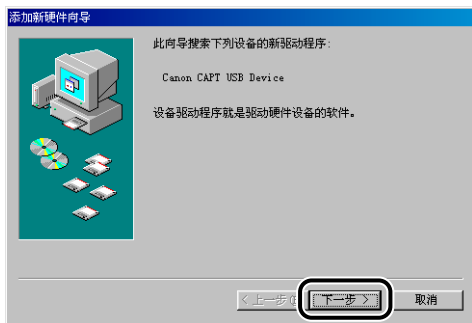 添加新硬件向导
此向导搜索下列设备的新驱动程序:
Canon CAPT USB Device
设备驱动程序就是驱动硬件设备的软件。
< 上一步 下一步 > 取消